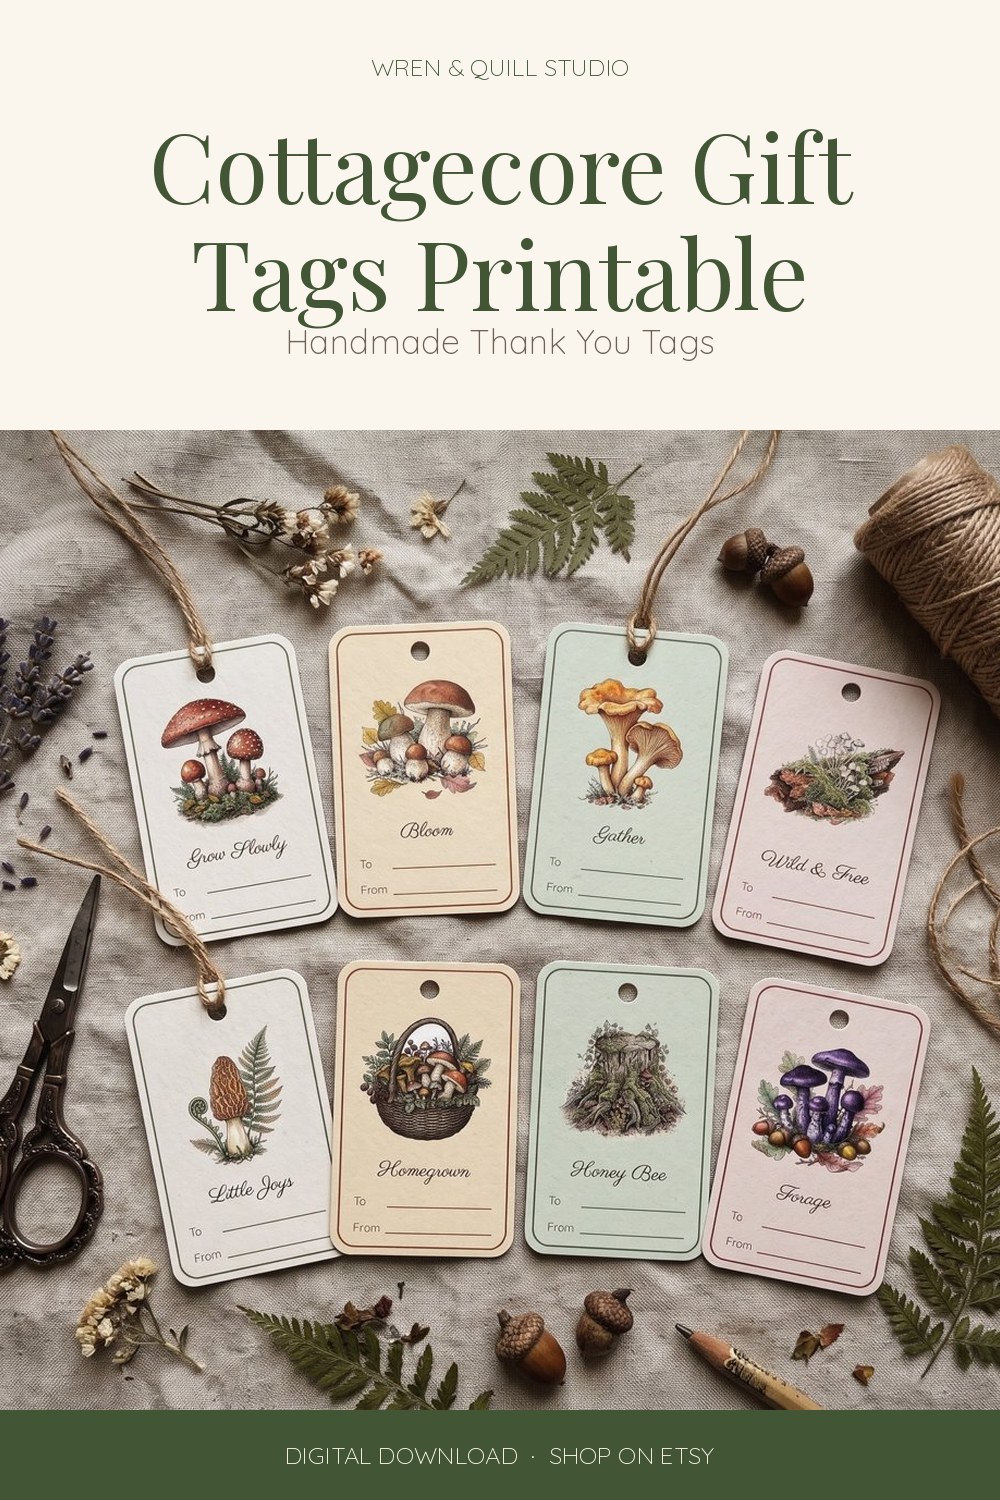 WREN & QUILL STUDIO
Cottagecore Gift
Tags Printable
Handmade Thank You Tags
Grow Slowly
To
From
Bloom
To
From
Gather
To
From
Wild & Free
To
From
Little Joys
To
From
Homegrown
To
From
Honey Bee
To
From
Forage
To
From
DIGITAL DOWNLOAD · SHOP ON ETSY